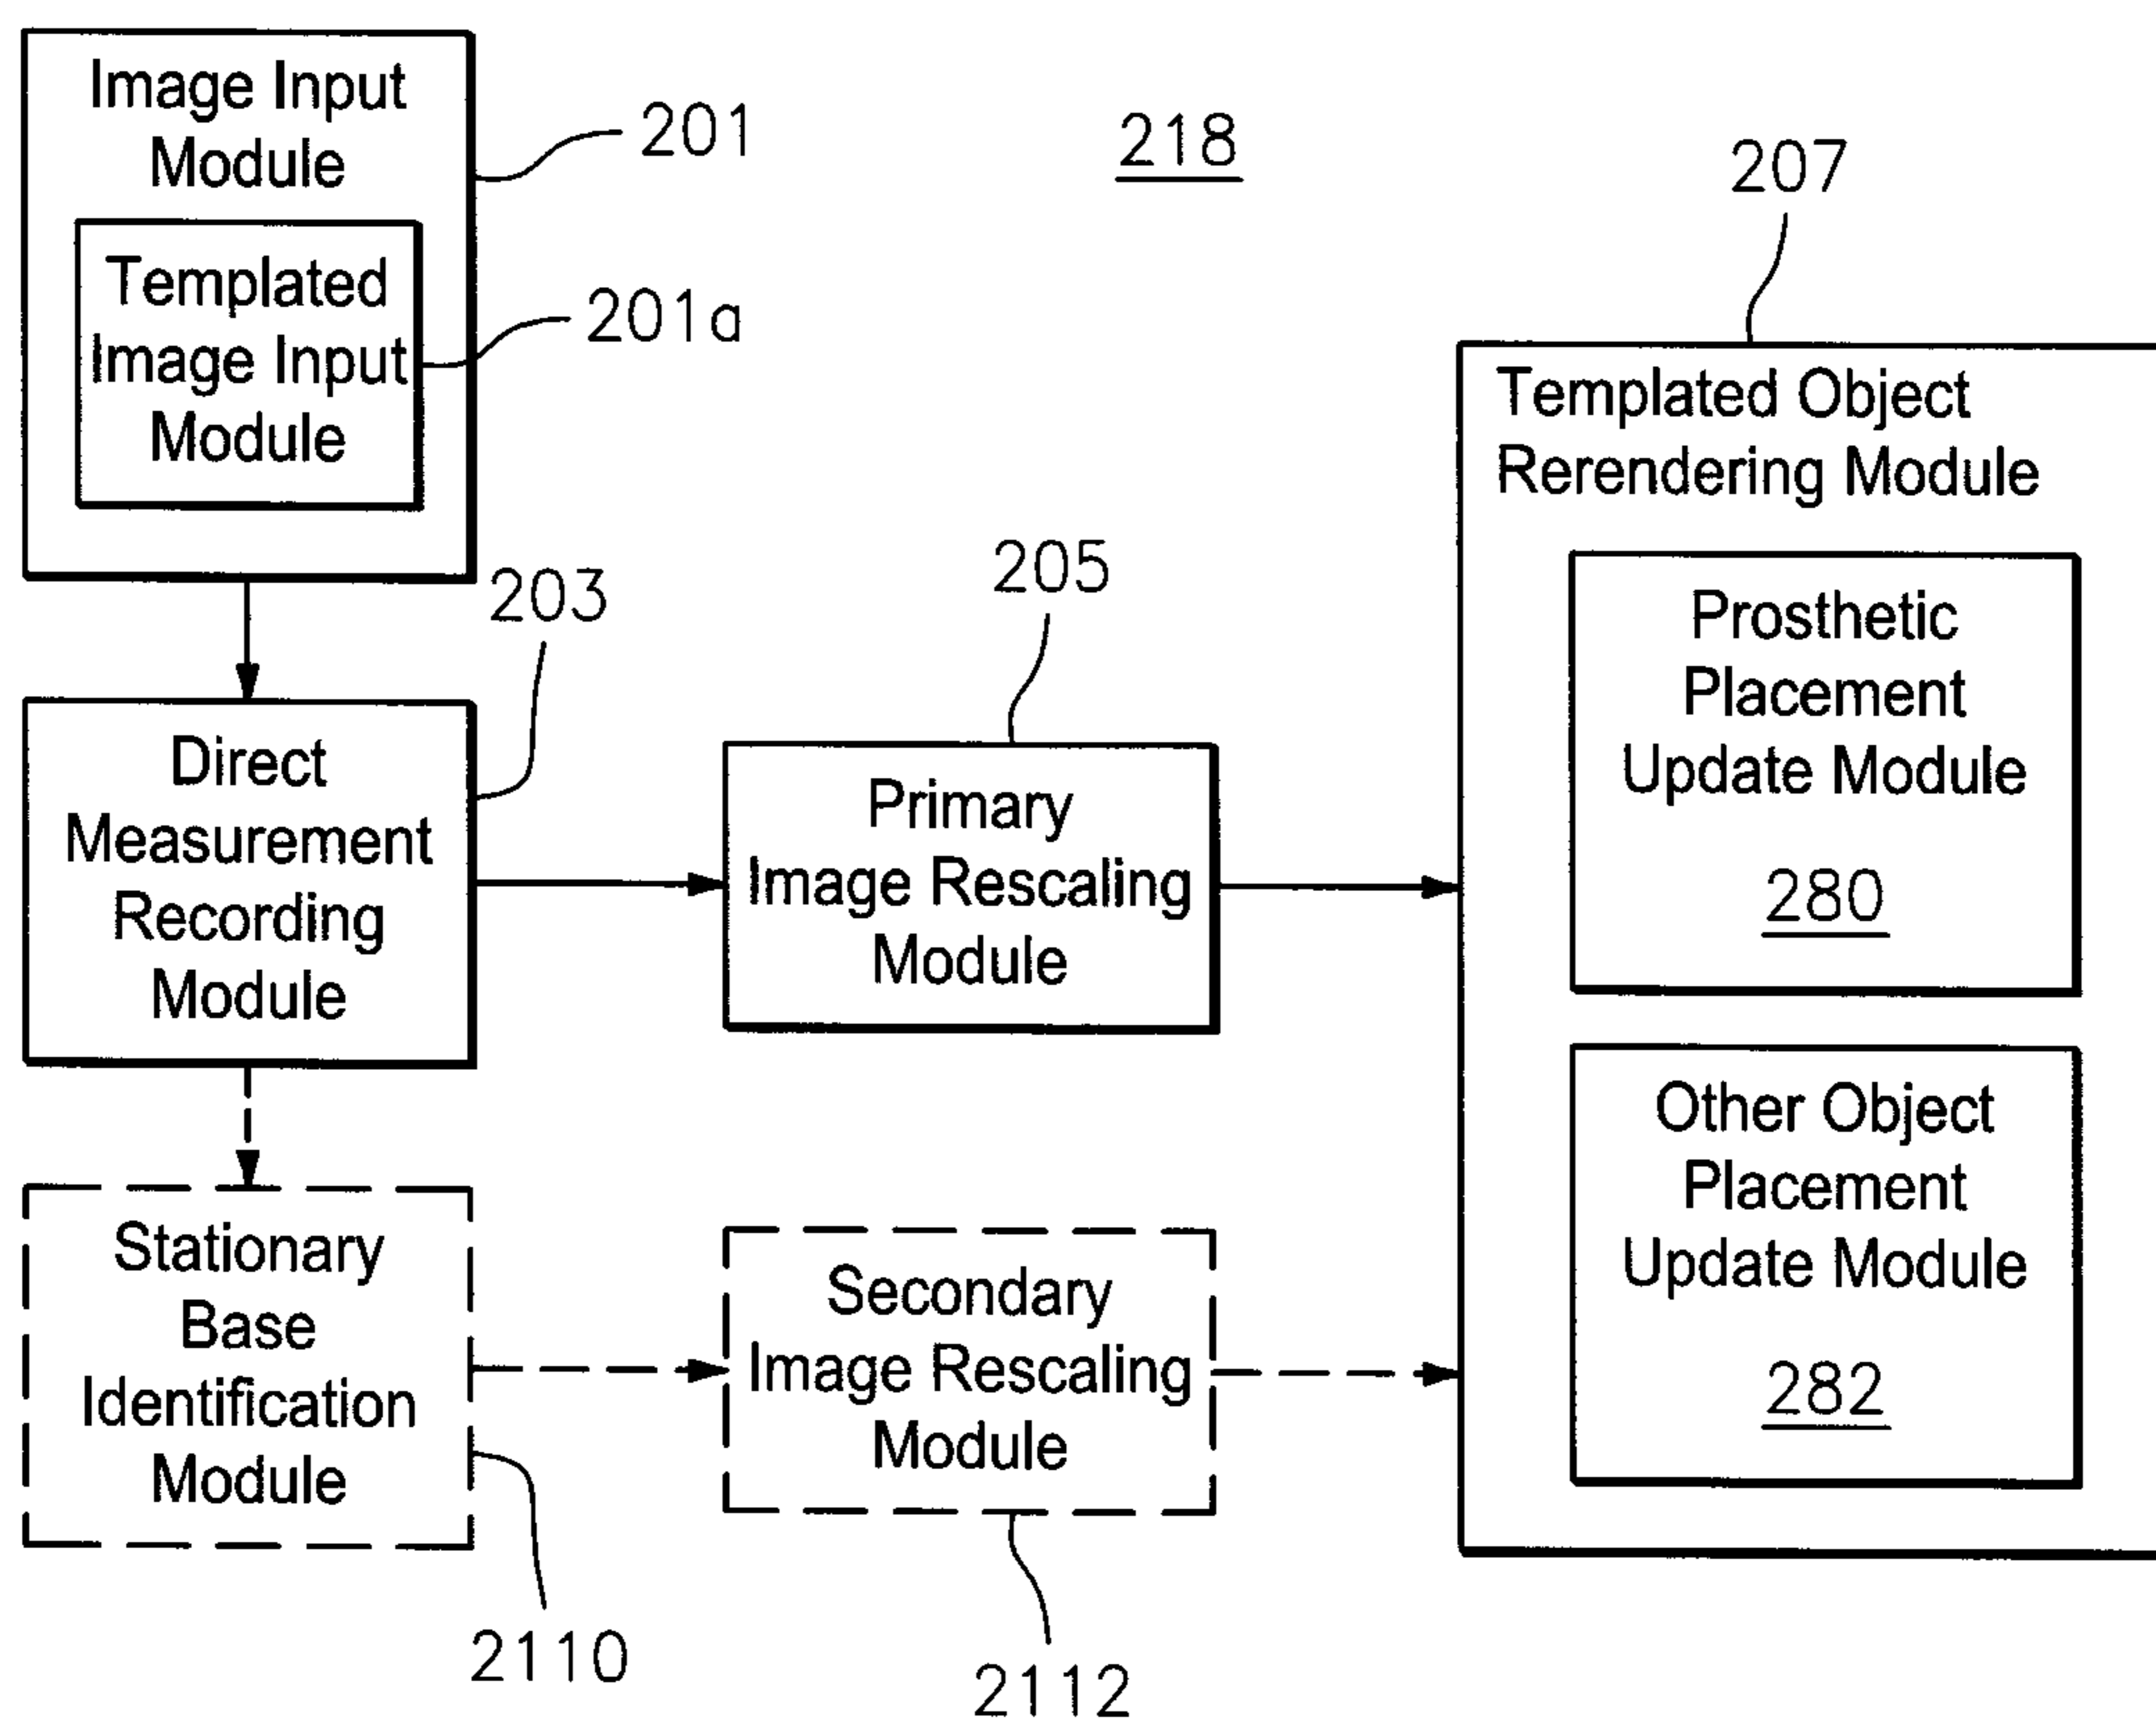 Image Input
Module
201
Templated
Image Input
Module
201a
218
207
Templated Object
Rerendering Module
Prosthetic
Placement
Update Module
280
Other Object
Placement
Update Module
282
203
Direct
Measurement
Recording
Module
205
Primary
Image Rescaling
Module
Stationary
Base
Identification
Module
2110
Secondary
Image Rescaling
Module
2112